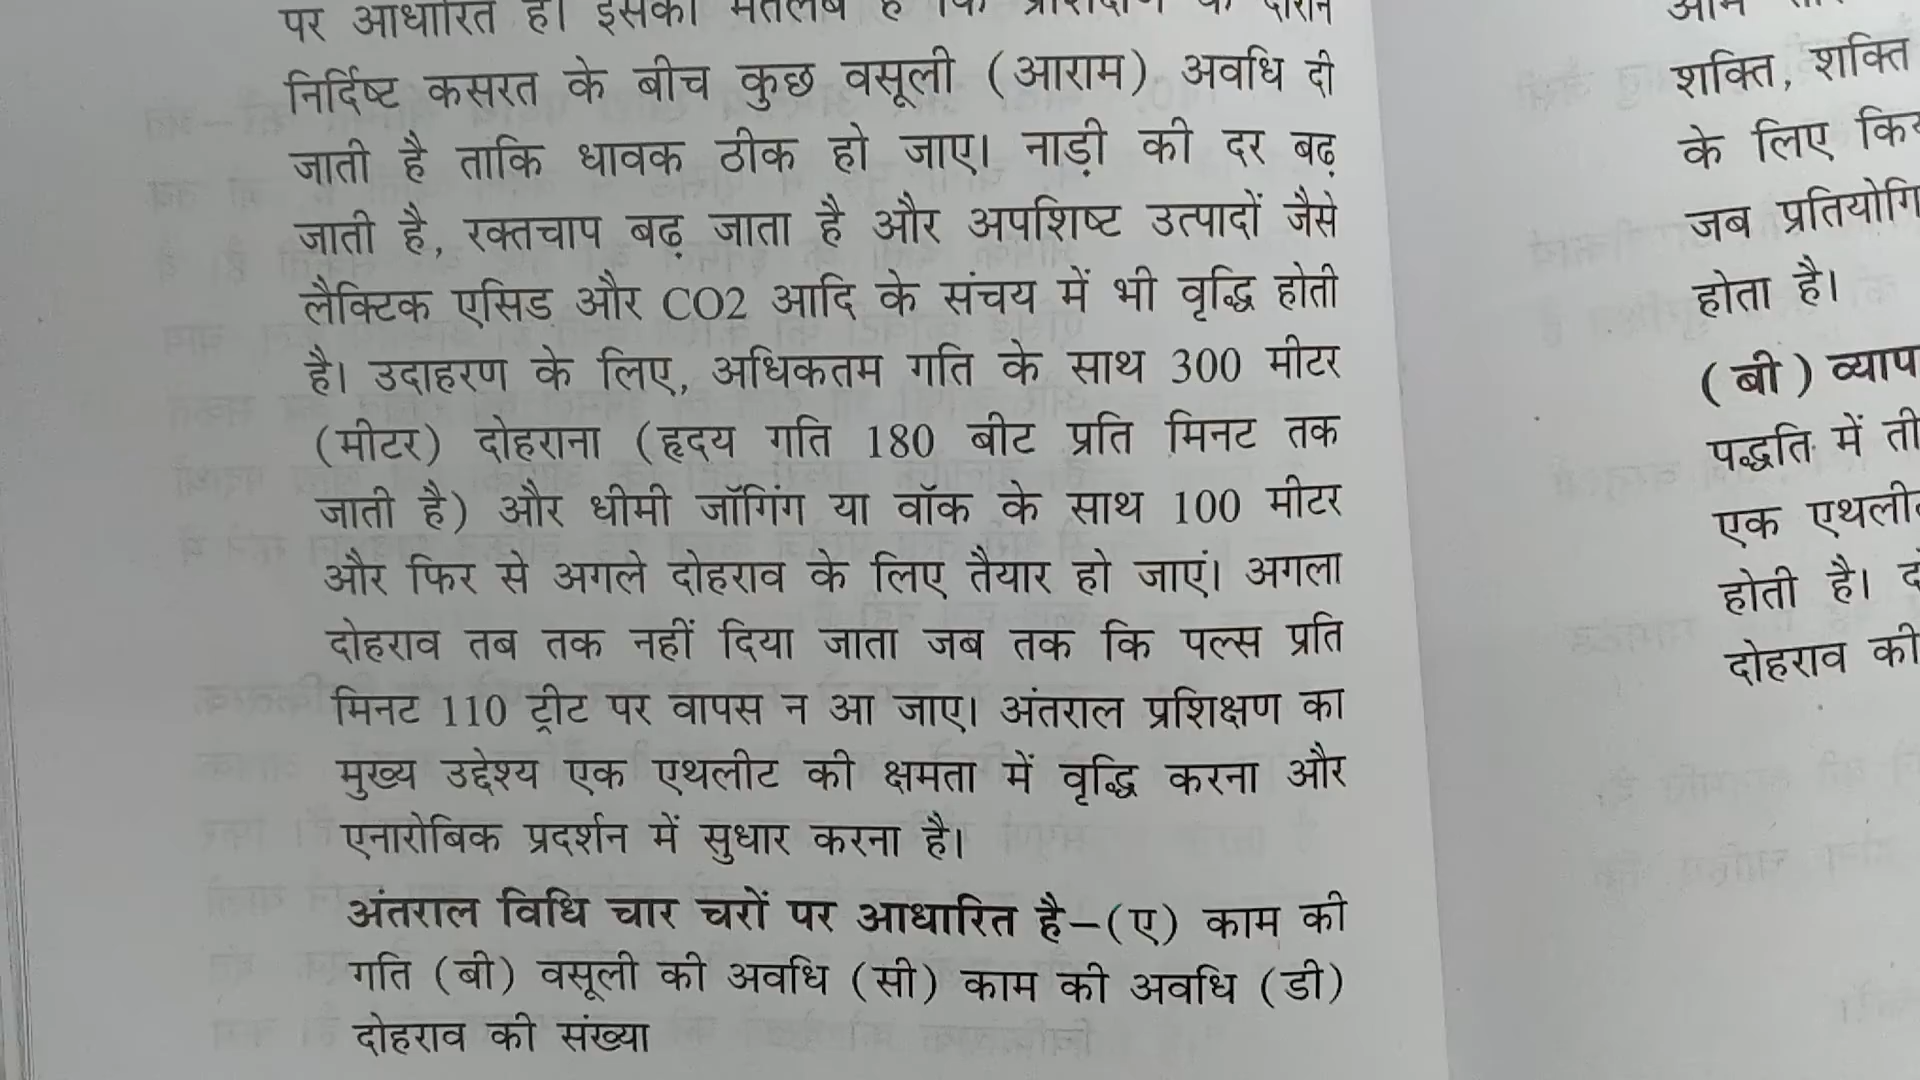 पर आधारित है। इसका मतलब है कि प्रशिक्षण के दौरान
निर्दिष्ट कसरत के बीच कुछ वसूली (आराम) अवधि दी
जाती है ताकि धावक ठीक हो जाए। नाड़ी की दर बढ़
जाती है, रक्तचाप बढ़ जाता है और अपशिष्ट उत्पादों जैसे
लैक्टिक एसिड और CO2 आदि के संचय में भी वृद्धि होती
है। उदाहरण के लिए, अधिकतम गति के साथ 300 मीटर
(मीटर) दोहराना (हृदय गति 180 बीट प्रति मिनट तक
जाती है) और धीमी जॉगिंग या वॉक के साथ 100 मीटर
और फिर से अगले दोहराव के लिए तैयार हो जाएं। अगला
दोहराव तब तक नहीं दिया जाता जब तक कि पल्स प्रति
मिनट 110 ट्रीट पर वापस न आ जाए। अंतराल प्रशिक्षण का
मुख्य उद्देश्य एक एथलीट की क्षमता में वृद्धि करना और
एनारोबिक प्रदर्शन में सुधार करना है।
अंतराल विधि चार चरों पर आधारित है–(ए) काम की
गति (बी) वसूली की अवधि (सी) काम की अवधि (डी)
दोहराव की संख्या
शक्ति, शक्ति
के लिए
जब
होता है।
(बी)
पद्धति में
एक
होती है।
दोहराव की